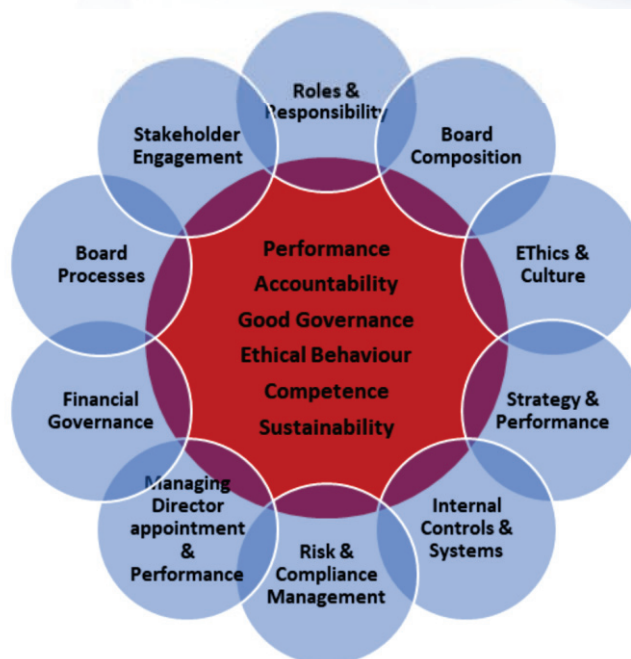 Roles &
Responsibility
Board
Composition
EThics &
Culture
Strategy &
Performance
Internal
Controls &
Systems
Risk &
Compliance
Management
Managing
Director
appointment
&
Performance
Financial
Governance
Board
Processes
Stakeholder
Engagement
Performance
Accountability
Good Governance
Ethical Behaviour
Competence
Sustainability